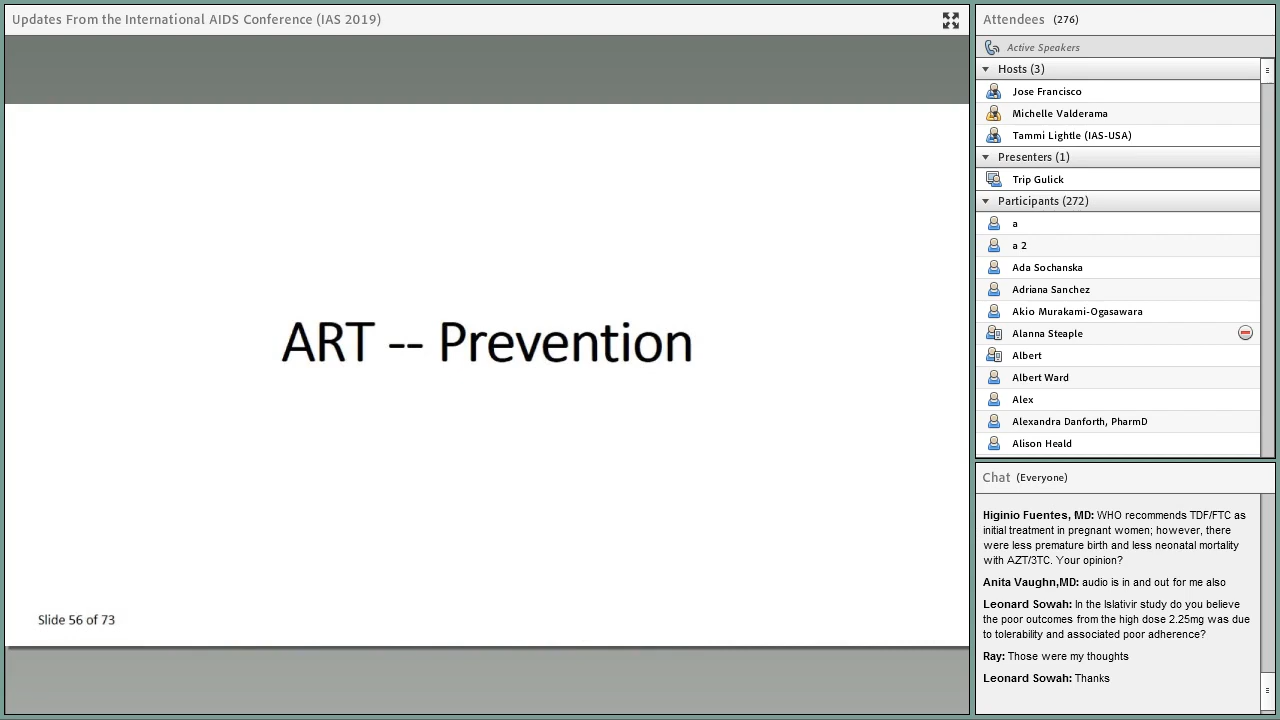 Updates From the International AIDS Conference (IAS 2019)
ART -- Prevention
Slide 56 of 73
Attendees (276)
Active Speakers
Hosts (3)
Jose Francisco
Michelle Valderama
Tammi Lightle (IAS-USA)
Presenters (1)
Trip Gulick
Participants (272)
a
a 2
Ada Sochanska
Adriana Sanchez
Akio Murakami-Ogasawara
Alanna Steaple
Albert
Albert Ward
Alex
Alexandra Danforth, PharmD
Alison Heald
Chat (Everyone)
Higinio Fuentes, MD: WHO recommends TDF/FTC as
initial treatment in pregnant women; however, there
were less premature birth and less neonatal mortality
with AZT/3TC. Your opinion?
Anita Vaughn,MD: audio is in and out for me also
Leonard Sowah: In the Islativir study do you believe
the poor outcomes from the high dose 2.25mg was due
to tolerability and associated poor adherence?
Ray: Those were my thoughts
Leonard Sowah: Thanks